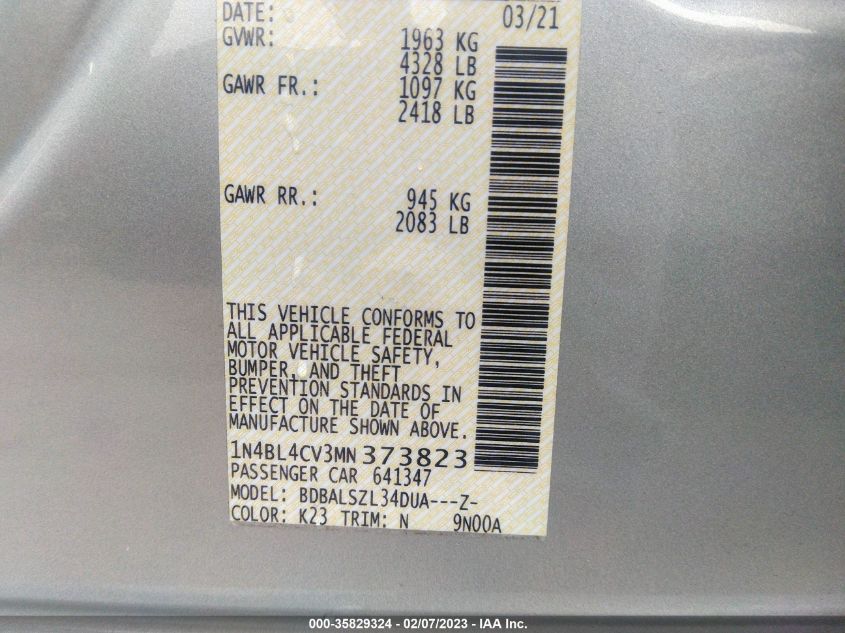 DATE: 03/21
GVWR: 1963 KG
4328 LB
GAWR FR.: 1097 KG
2418 LB
GAWR RR.: 945 KG
2083 LB
THIS VEHICLE CONFORMS TO
ALL APPLICABLE FEDERAL
MOTOR VEHICLE SAFETY,
BUMPER, AND THEFT
PREVENTION STANDARDS IN
EFFECT ON THE DATE OF
MANUFACTURE SHOWN ABOVE.
1N4BL4CV3MN373823
PASSENGER CAR 641347
MODEL: BDBALSZL34DUA---Z-
COLOR: K23 TRIM: N 9N00A
000-35829324 - 02/07/2023 - IAA Inc.